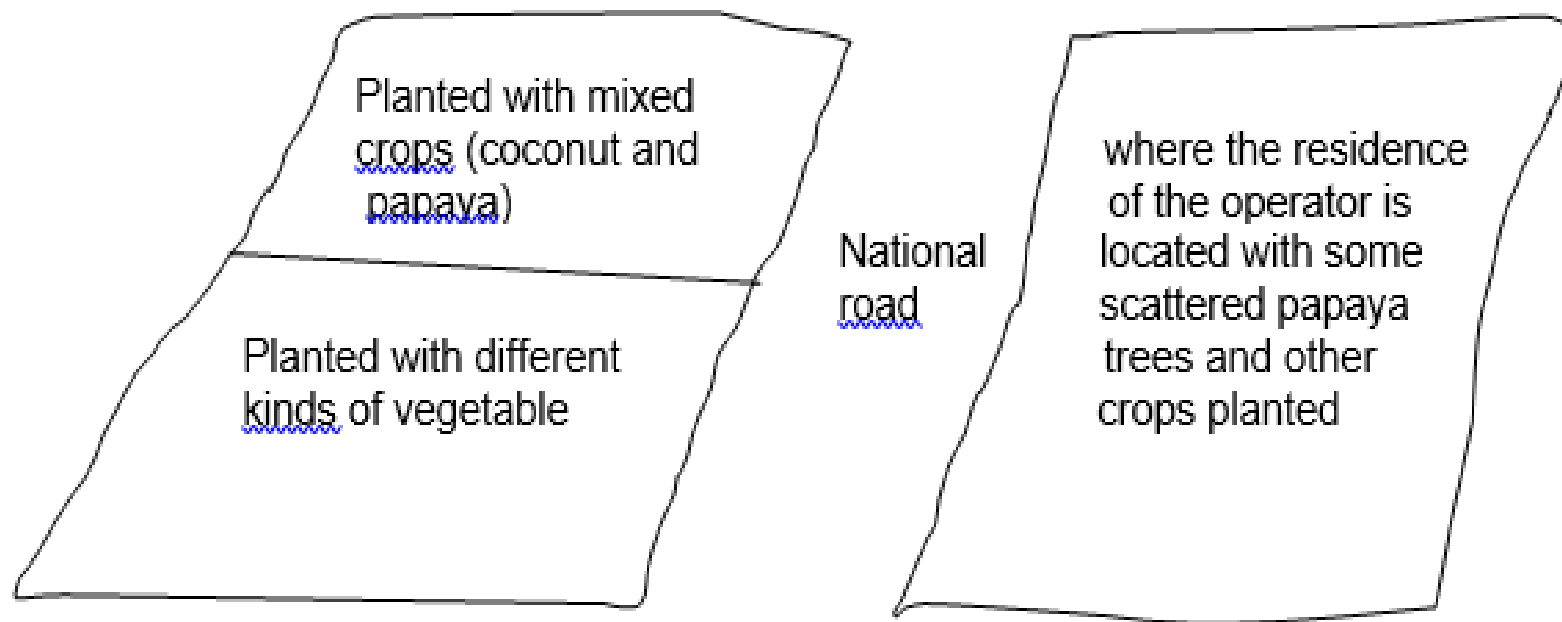 Planted with mixed
crops (coconut and
papaya)
Planted with different
kinds of vegetable
National
road
where the residence
of the operator is
located with some
scattered papaya
trees and other
crops planted